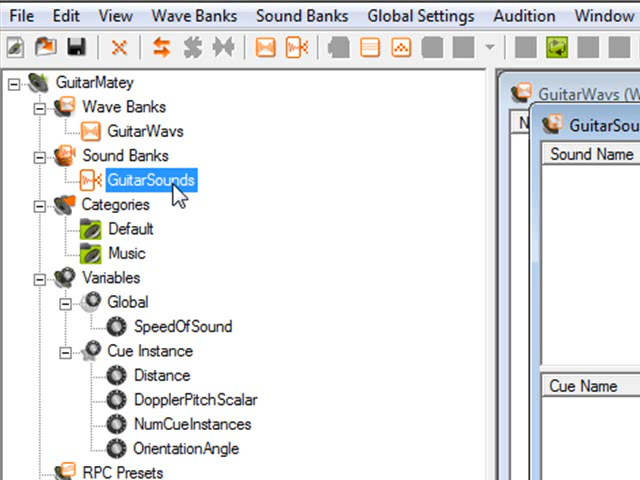 File Edit View Wave Banks Sound Banks Global Settings Audition Window
GuitarMatey
Wave Banks
GuitarWavs
Sound Banks
GuitarSounds
Categories
Default
Music
Variables
Global
SpeedOfSound
Cue Instance
Distance
DopplerPitchScalar
NumCueInstances
OrientationAngle
RPC Presets
GuitarWavs (W
N
GuitarSou
Sound Name
Cue Name